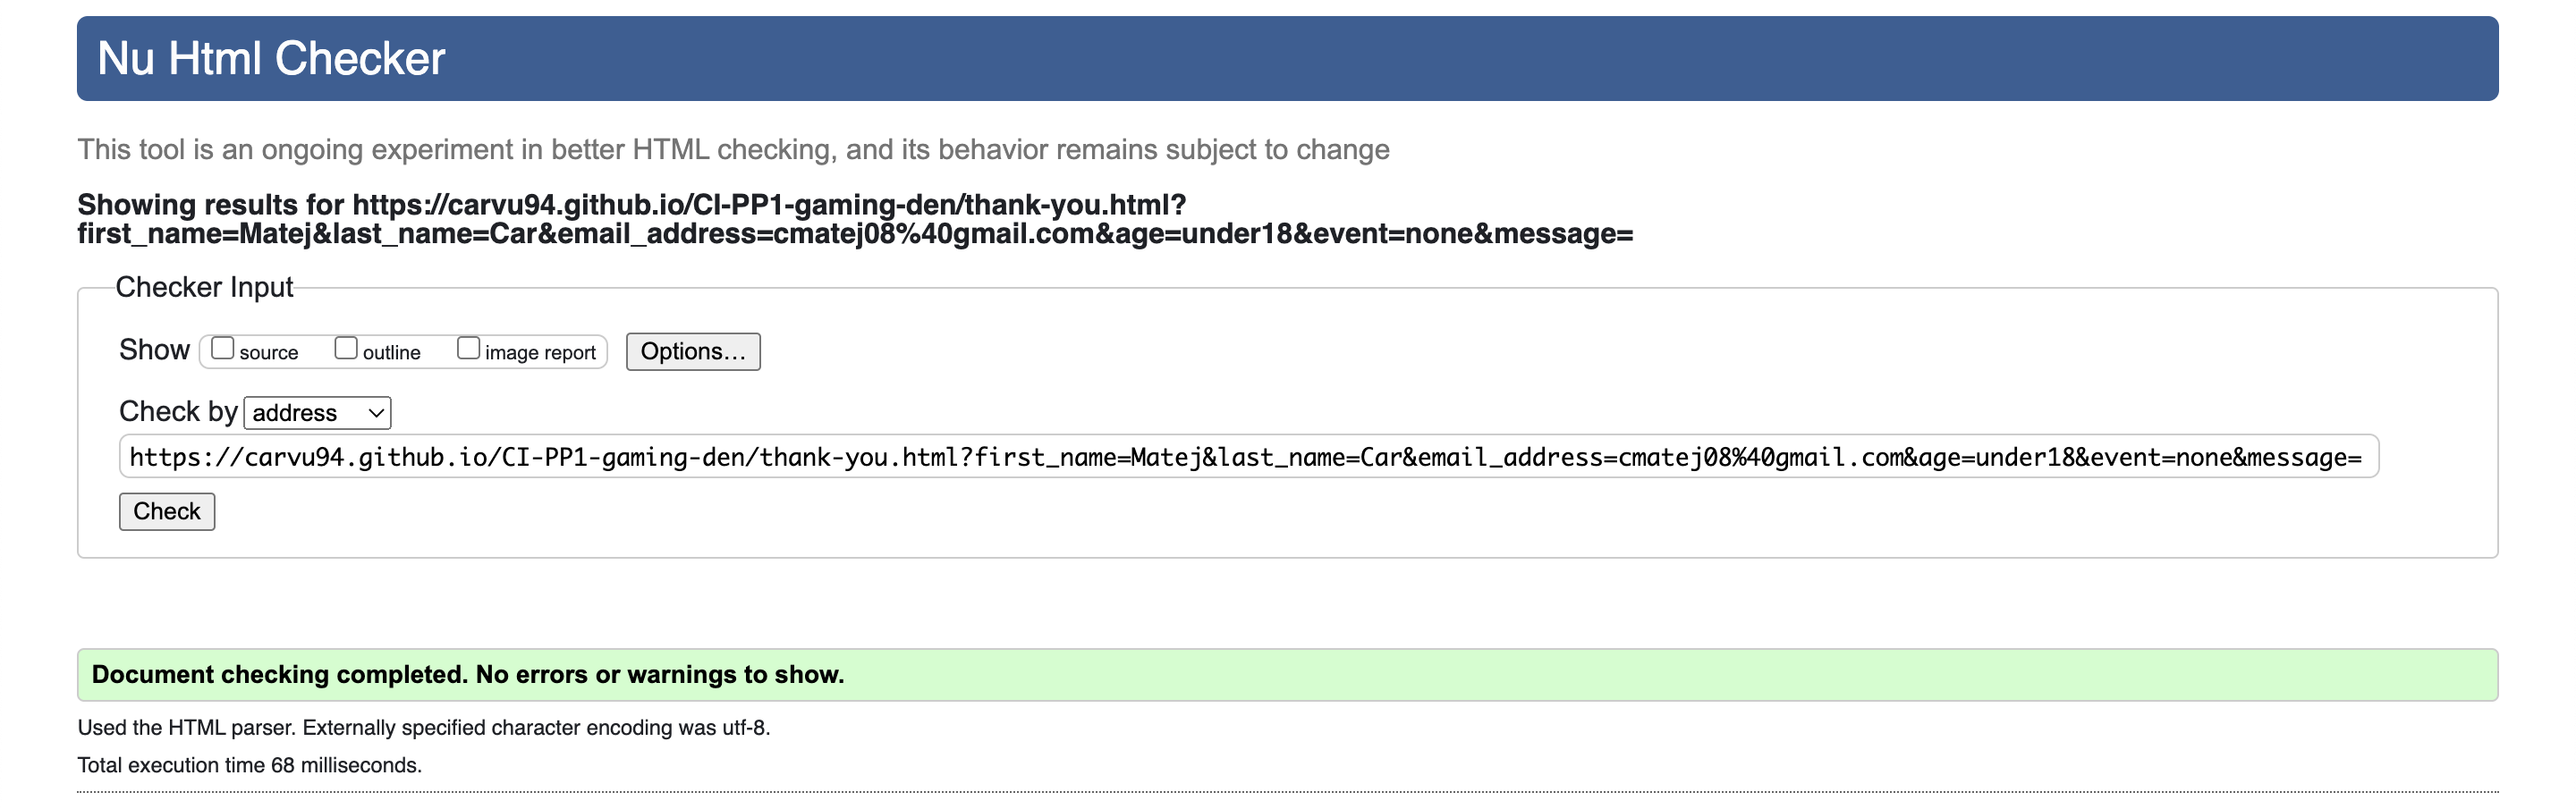 Nu Html Checker
This tool is an ongoing experiment in better HTML checking, and its behavior remains subject to change
Showing results for https://carvu94.github.io/CI-PP1-gaming-den/thank-you.html?
first_name=Matej&last_name=Car&email_address=cmatej08%40gmail.com&age=under18&event=none&message=
Checker Input
Show source outline image report Options...
Check by address
https://carvu94.github.io/CI-PP1-gaming-den/thank-you.html?first_name=Matej&last_name=Car&email_address=cmatej08%40gmail.com&age=under18&event=none&message=
Check
Document checking completed. No errors or warnings to show.
Used the HTML parser. Externally specified character encoding was utf-8.
Total execution time 68 milliseconds.